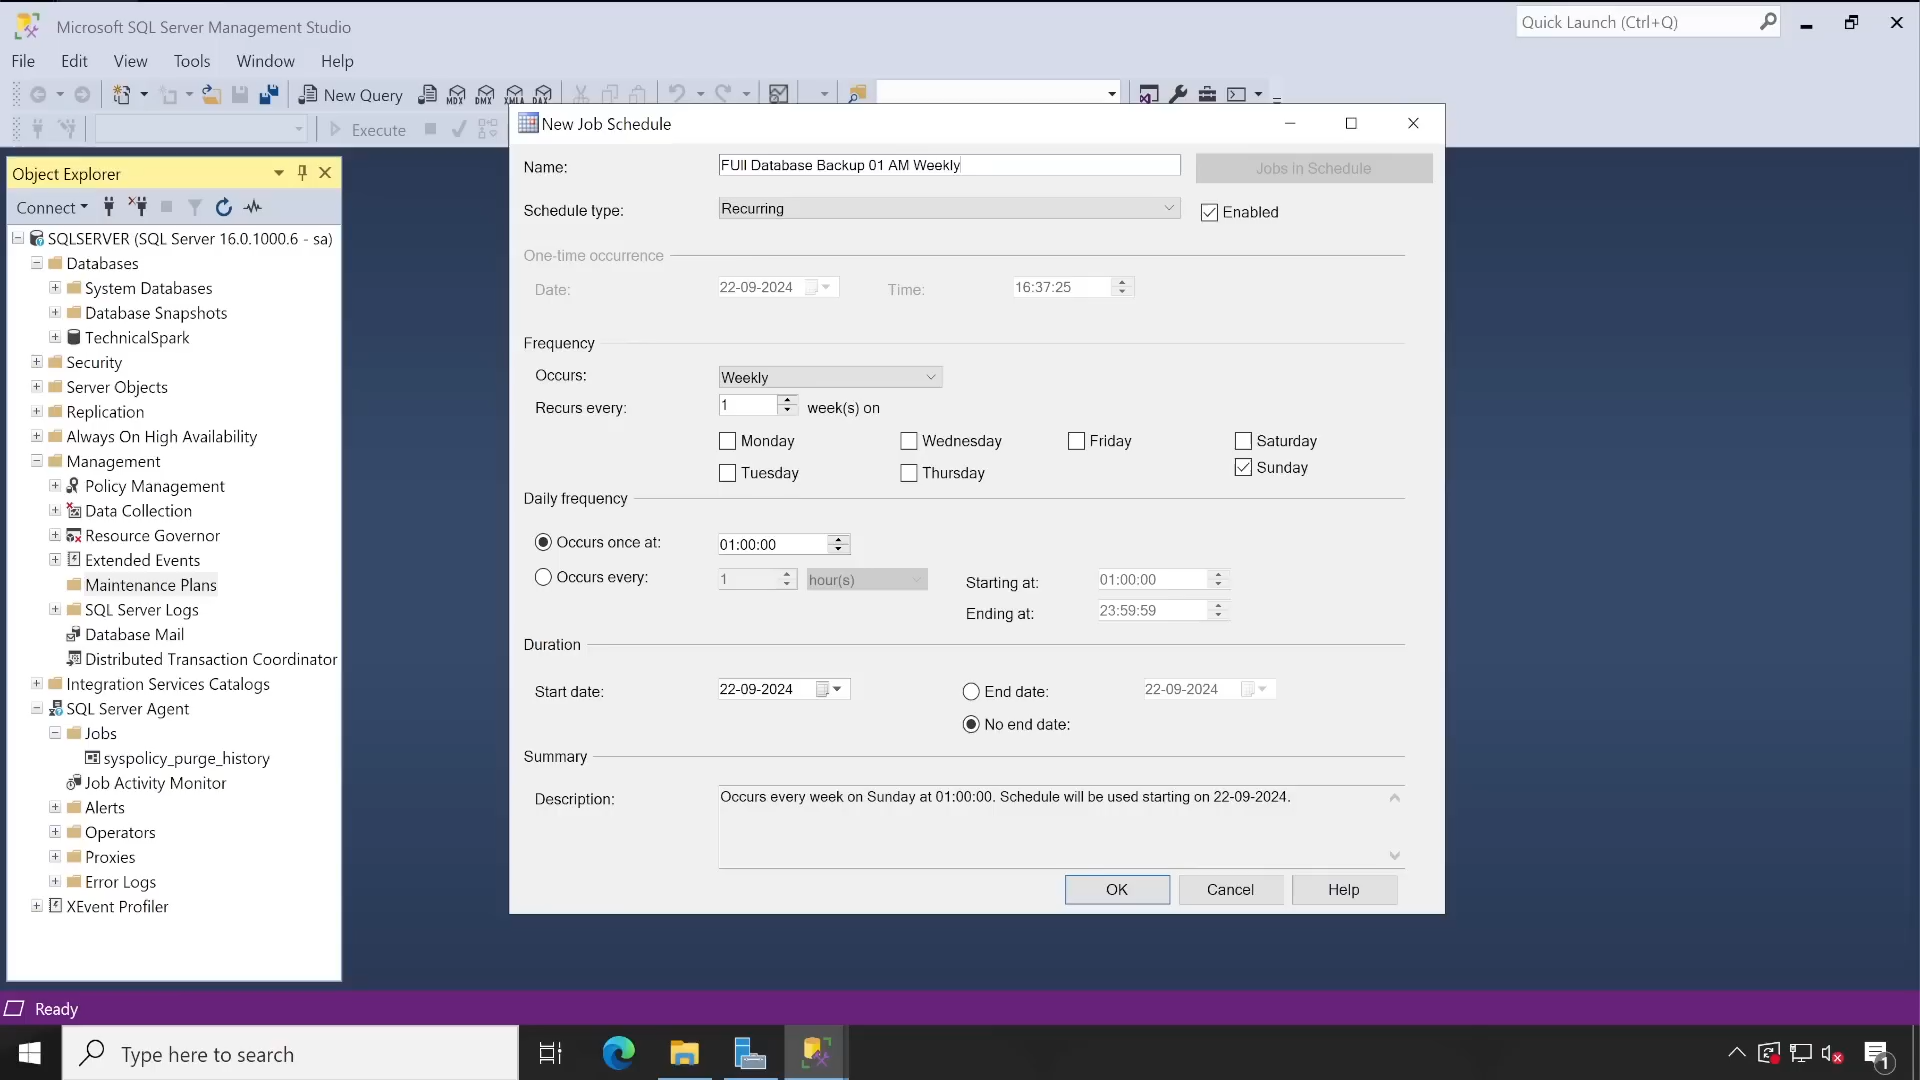 Microsoft SQL Server Management Studio
Quick Launch (Ctrl+Q)
File Edit View Tools Window Help
New Query MDX DMX XMLA DAX
Execute
Object Explorer
Connect
SQLSERVER (SQL Server 16.0.1000.6 - sa)
Databases
System Databases
Database Snapshots
TechnicalSpark
Security
Server Objects
Replication
Always On High Availability
Management
Policy Management
Data Collection
Resource Governor
Extended Events
Maintenance Plans
SQL Server Logs
Database Mail
Distributed Transaction Coordinator
Integration Services Catalogs
SQL Server Agent
Jobs
syspolicy_purge_history
Job Activity Monitor
Alerts
Operators
Proxies
Error Logs
XEvent Profiler
New Job Schedule
Name: FUll Database Backup 01 AM Weekly Jobs in Schedule
Schedule type: Recurring Enabled
One-time occurrence
Date: 22-09-2024 Time: 16:37:25
Frequency
Occurs: Weekly
Recurs every: 1 week(s) on
Monday Wednesday Friday Saturday
Tuesday Thursday Sunday
Daily frequency
Occurs once at: 01:00:00
Occurs every: 1 hour(s) Starting at: 01:00:00
Ending at: 23:59:59
Duration
Start date: 22-09-2024 End date: 22-09-2024
No end date:
Summary
Description: Occurs every week on Sunday at 01:00:00. Schedule will be used starting on 22-09-2024.
OK Cancel Help
Ready
Type here to search
1